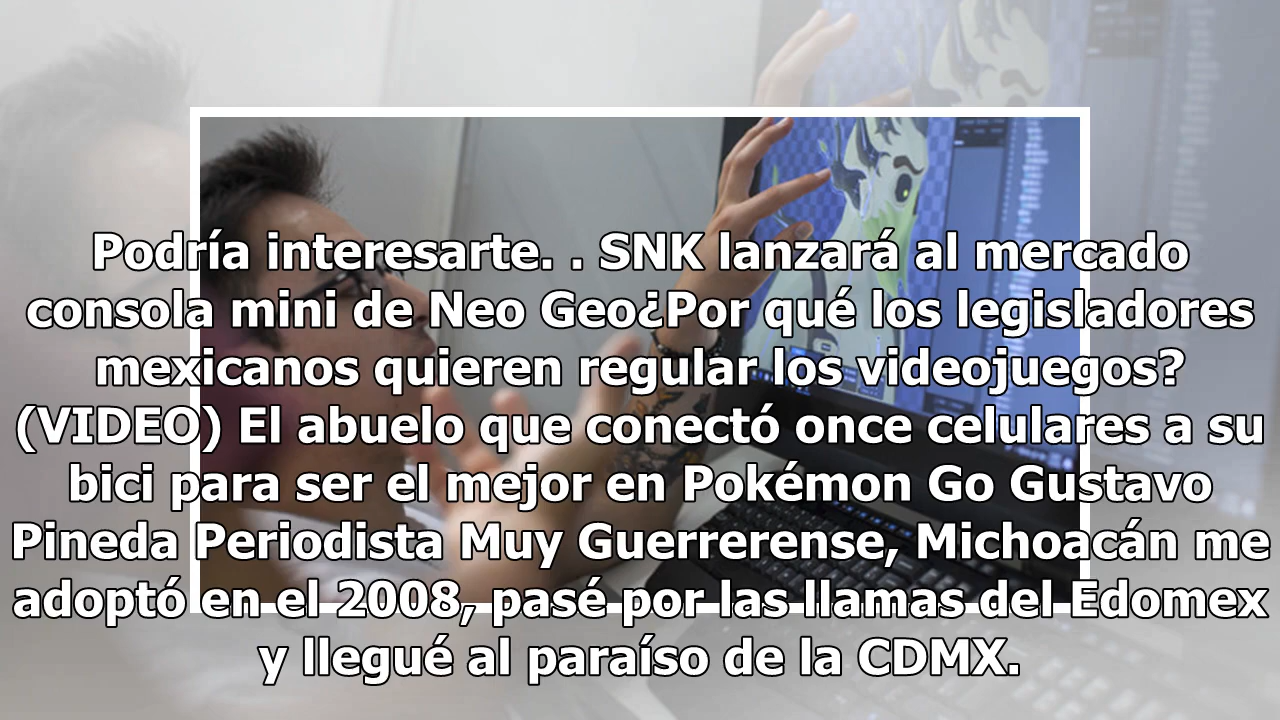 Podría interesarte. . SNK lanzará al mercado
consola mini de Neo Geo¿Por qué los legisladores
mexicanos quieren regular los videojuegos?
(VIDEO) El abuelo que conectó once celulares a su
bici para ser el mejor en Pokémon Go Gustavo
Pineda Periodista Muy Guerrerense, Michoacán me
adoptó en el 2008, pasé por las llamas del Edomex
y llegué al paraíso de la CDMX.